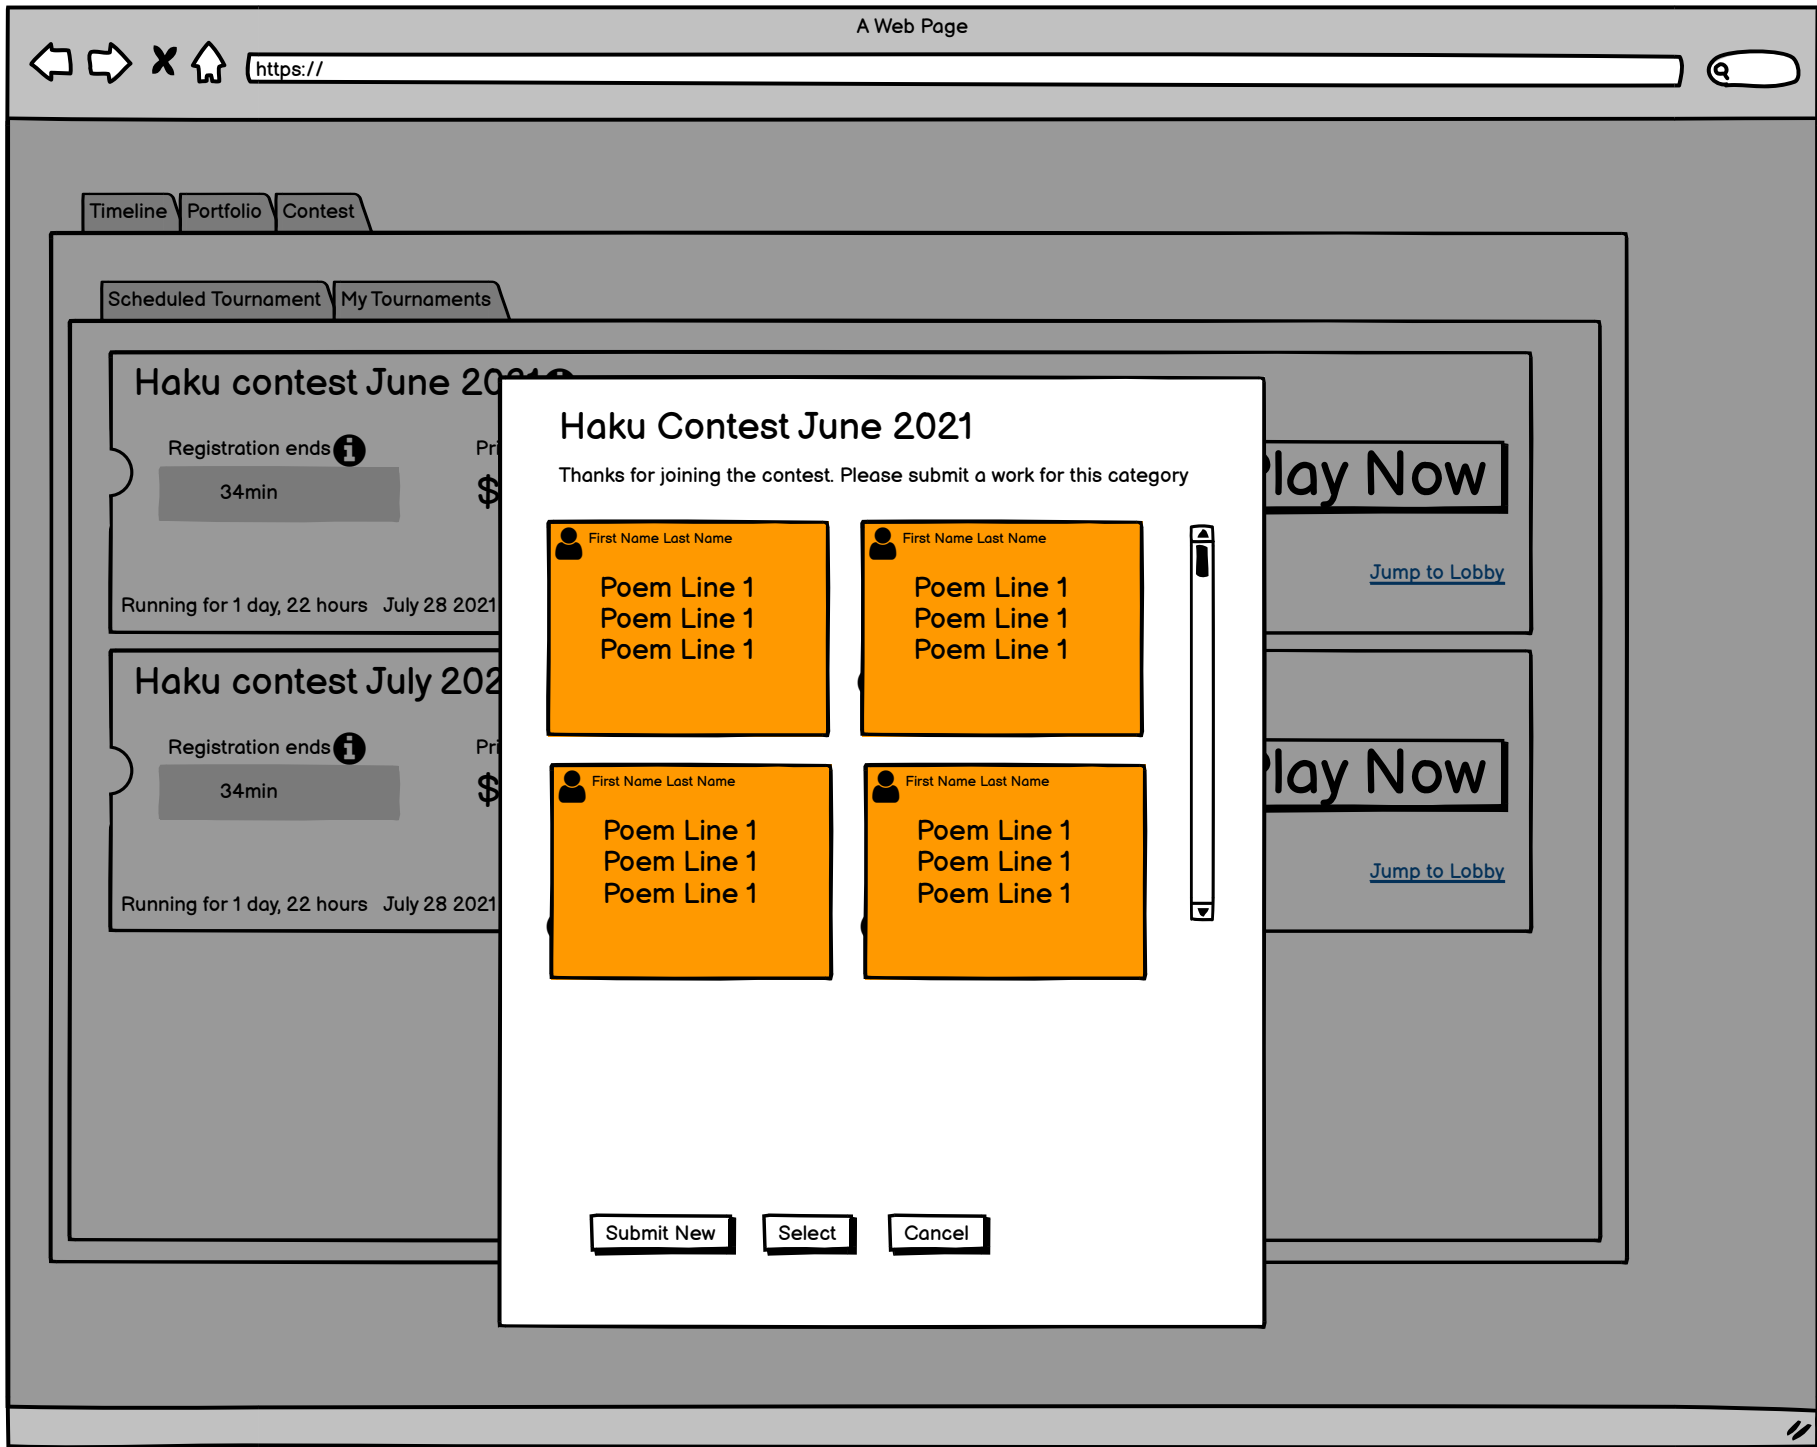 A Web Page
https://
Timeline Portfolio Contest
Scheduled Tournament My Tournaments
Haku contest June
Registration ends
34min
$
Play Now
Jump to Lobby
Running for 1 day, 22 hours July 28 2021
Haku contest July
Registration ends
34min
$
Play Now
Jump to Lobby
Running for 1 day, 22 hours July 28 2021
Haku Contest June 2021
Thanks for joining the contest. Please submit a work for this category
First Name Last Name
Poem Line 1
Poem Line 1
Poem Line 1
First Name Last Name
Poem Line 1
Poem Line 1
Poem Line 1
First Name Last Name
Poem Line 1
Poem Line 1
Poem Line 1
First Name Last Name
Poem Line 1
Poem Line 1
Poem Line 1
Submit New Select Cancel